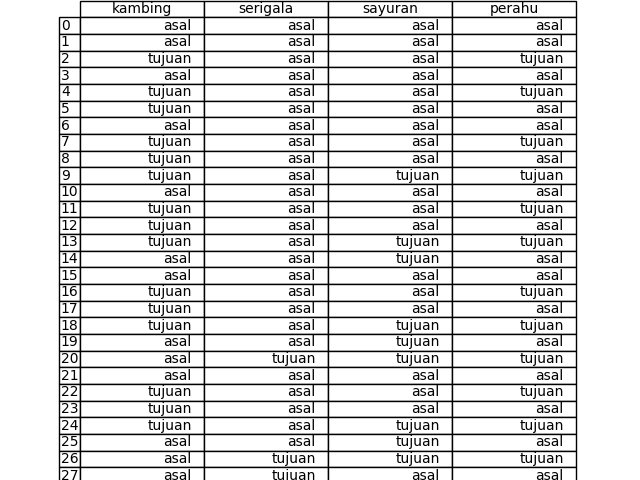 kambing serigala sayuran perahu
0 asal asal asal asal
1 asal asal asal asal
2 tujuan asal asal tujuan
3 asal asal asal asal
4 tujuan asal asal tujuan
5 tujuan asal asal asal
6 asal asal asal asal
7 tujuan asal asal tujuan
8 tujuan asal asal asal
9 tujuan asal tujuan tujuan
10 asal asal asal asal
11 tujuan asal asal tujuan
12 tujuan asal asal asal
13 tujuan asal tujuan tujuan
14 asal asal tujuan asal
15 asal asal asal asal
16 tujuan asal asal tujuan
17 tujuan asal asal asal
18 tujuan asal tujuan tujuan
19 asal asal tujuan asal
20 asal tujuan tujuan tujuan
21 asal asal asal asal
22 tujuan asal asal tujuan
23 tujuan asal asal asal
24 tujuan asal tujuan tujuan
25 asal asal tujuan asal
26 asal tujuan tujuan tujuan
27 asal tujuan asal asal